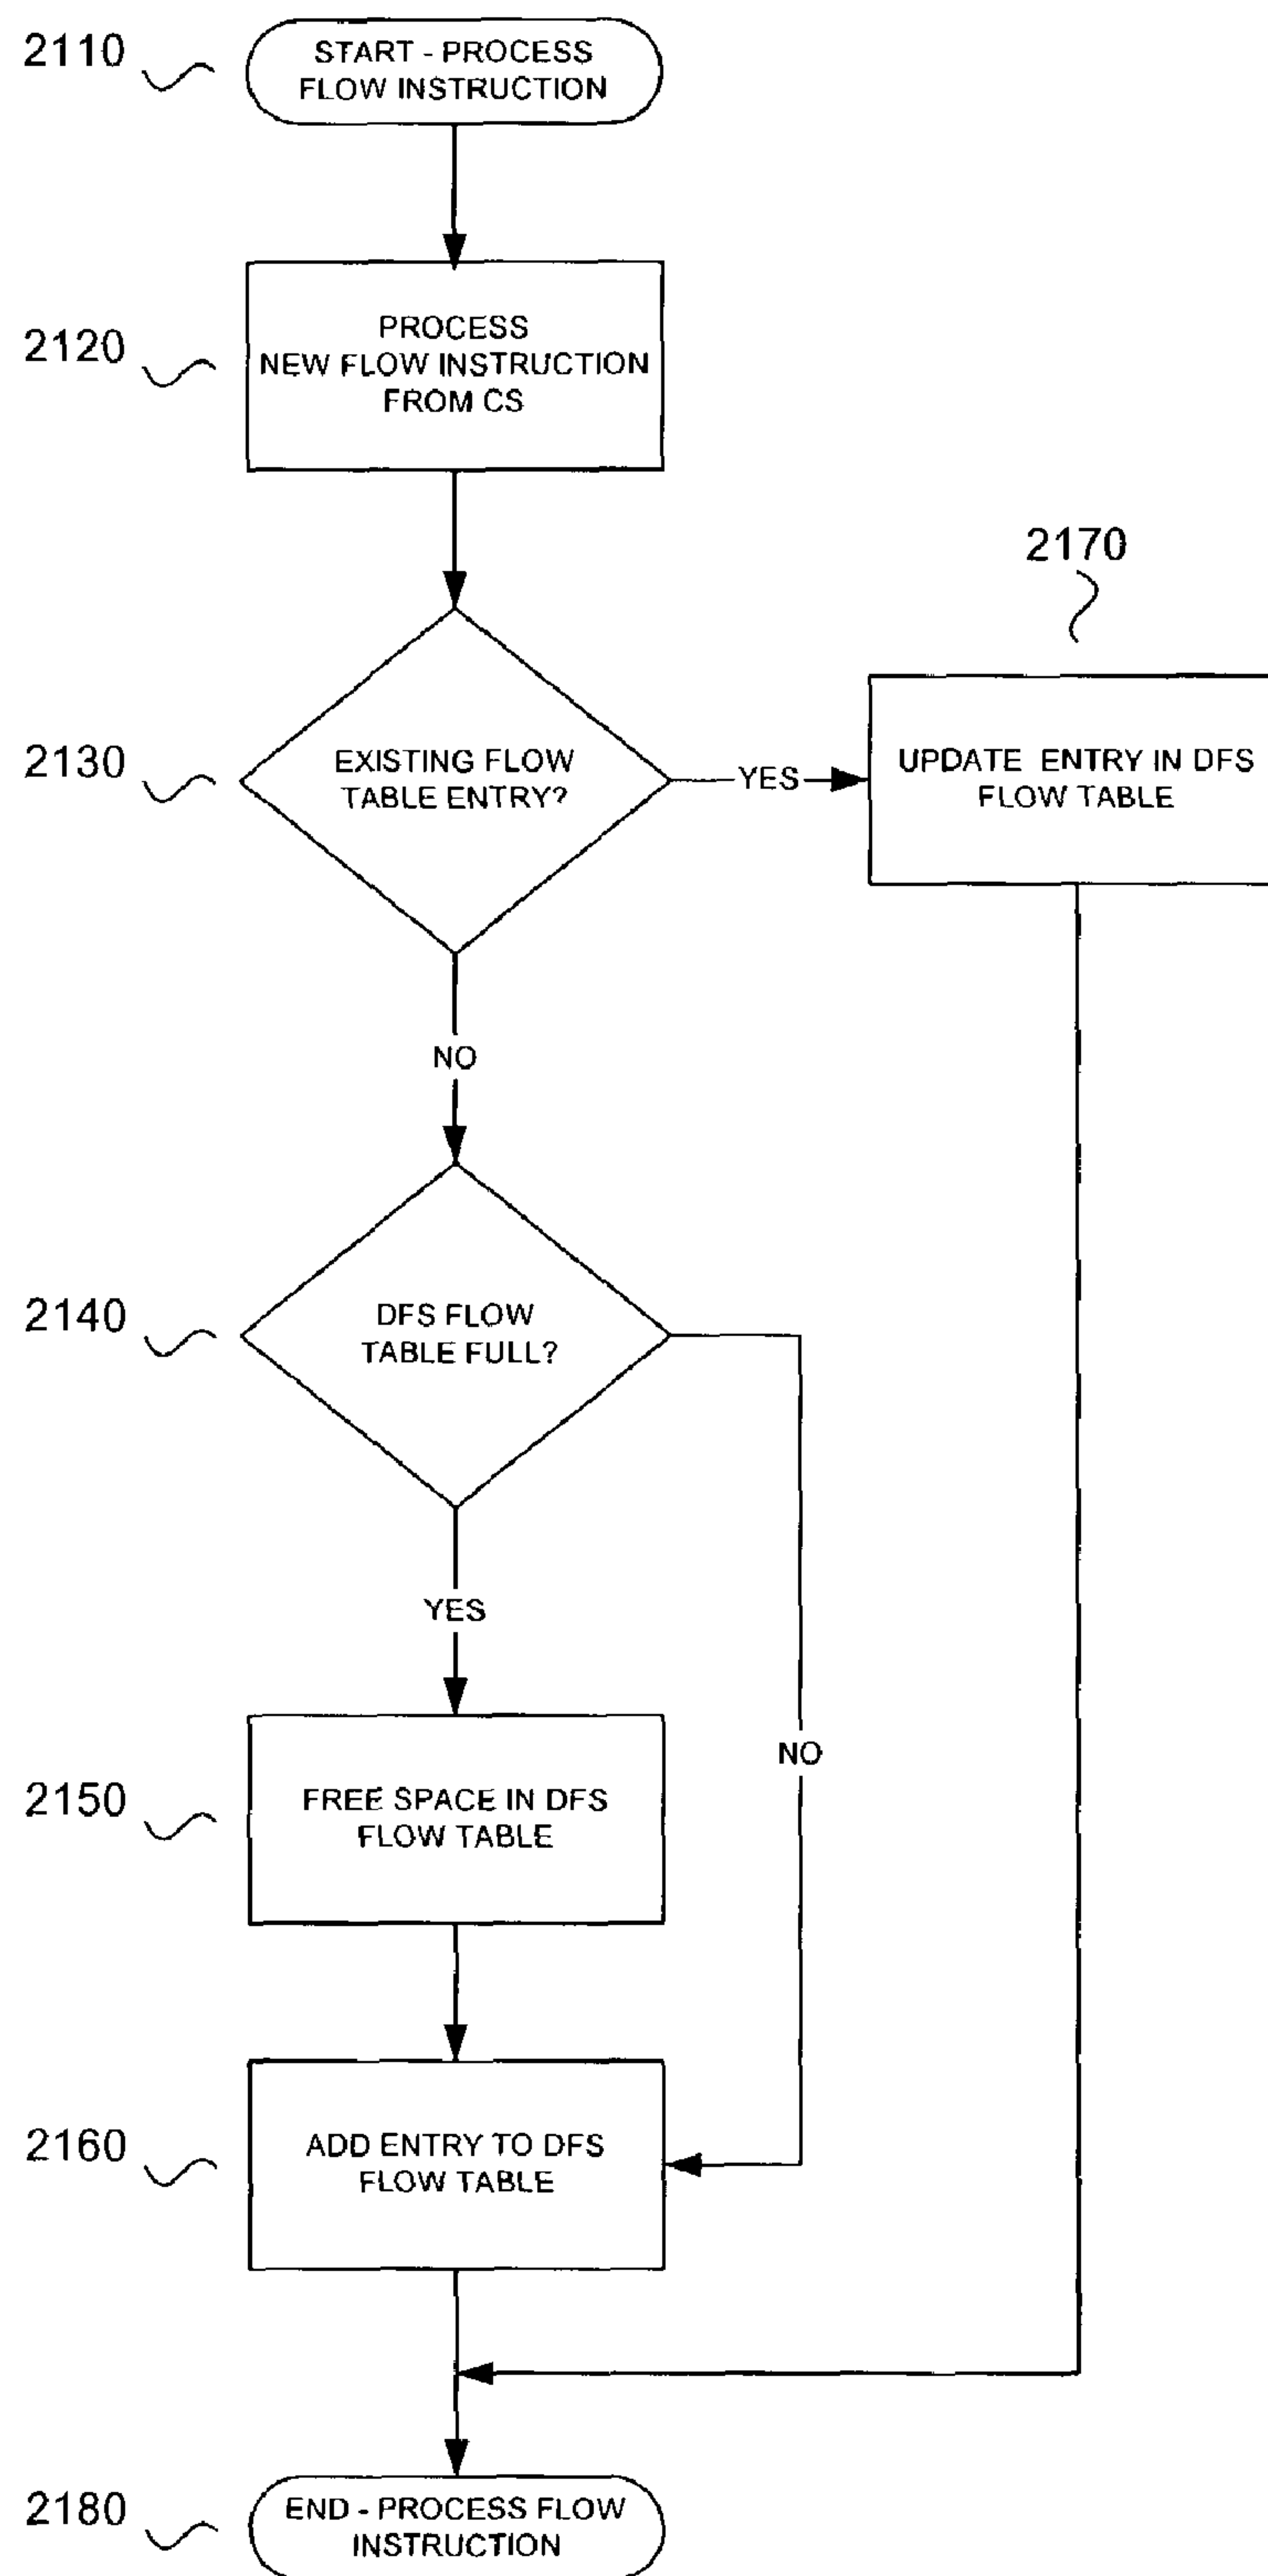 2110
START - PROCESS
FLOW INSTRUCTION
2120
PROCESS
NEW FLOW INSTRUCTION
FROM CS
2170
2130
EXISTING FLOW
TABLE ENTRY?
YES
UPDATE ENTRY IN DFS
FLOW TABLE
NO
2140
DFS FLOW
TABLE FULL?
YES
NO
2150
FREE SPACE IN DFS
FLOW TABLE
2160
ADD ENTRY TO DFS
FLOW TABLE
2180
END - PROCESS FLOW
INSTRUCTION